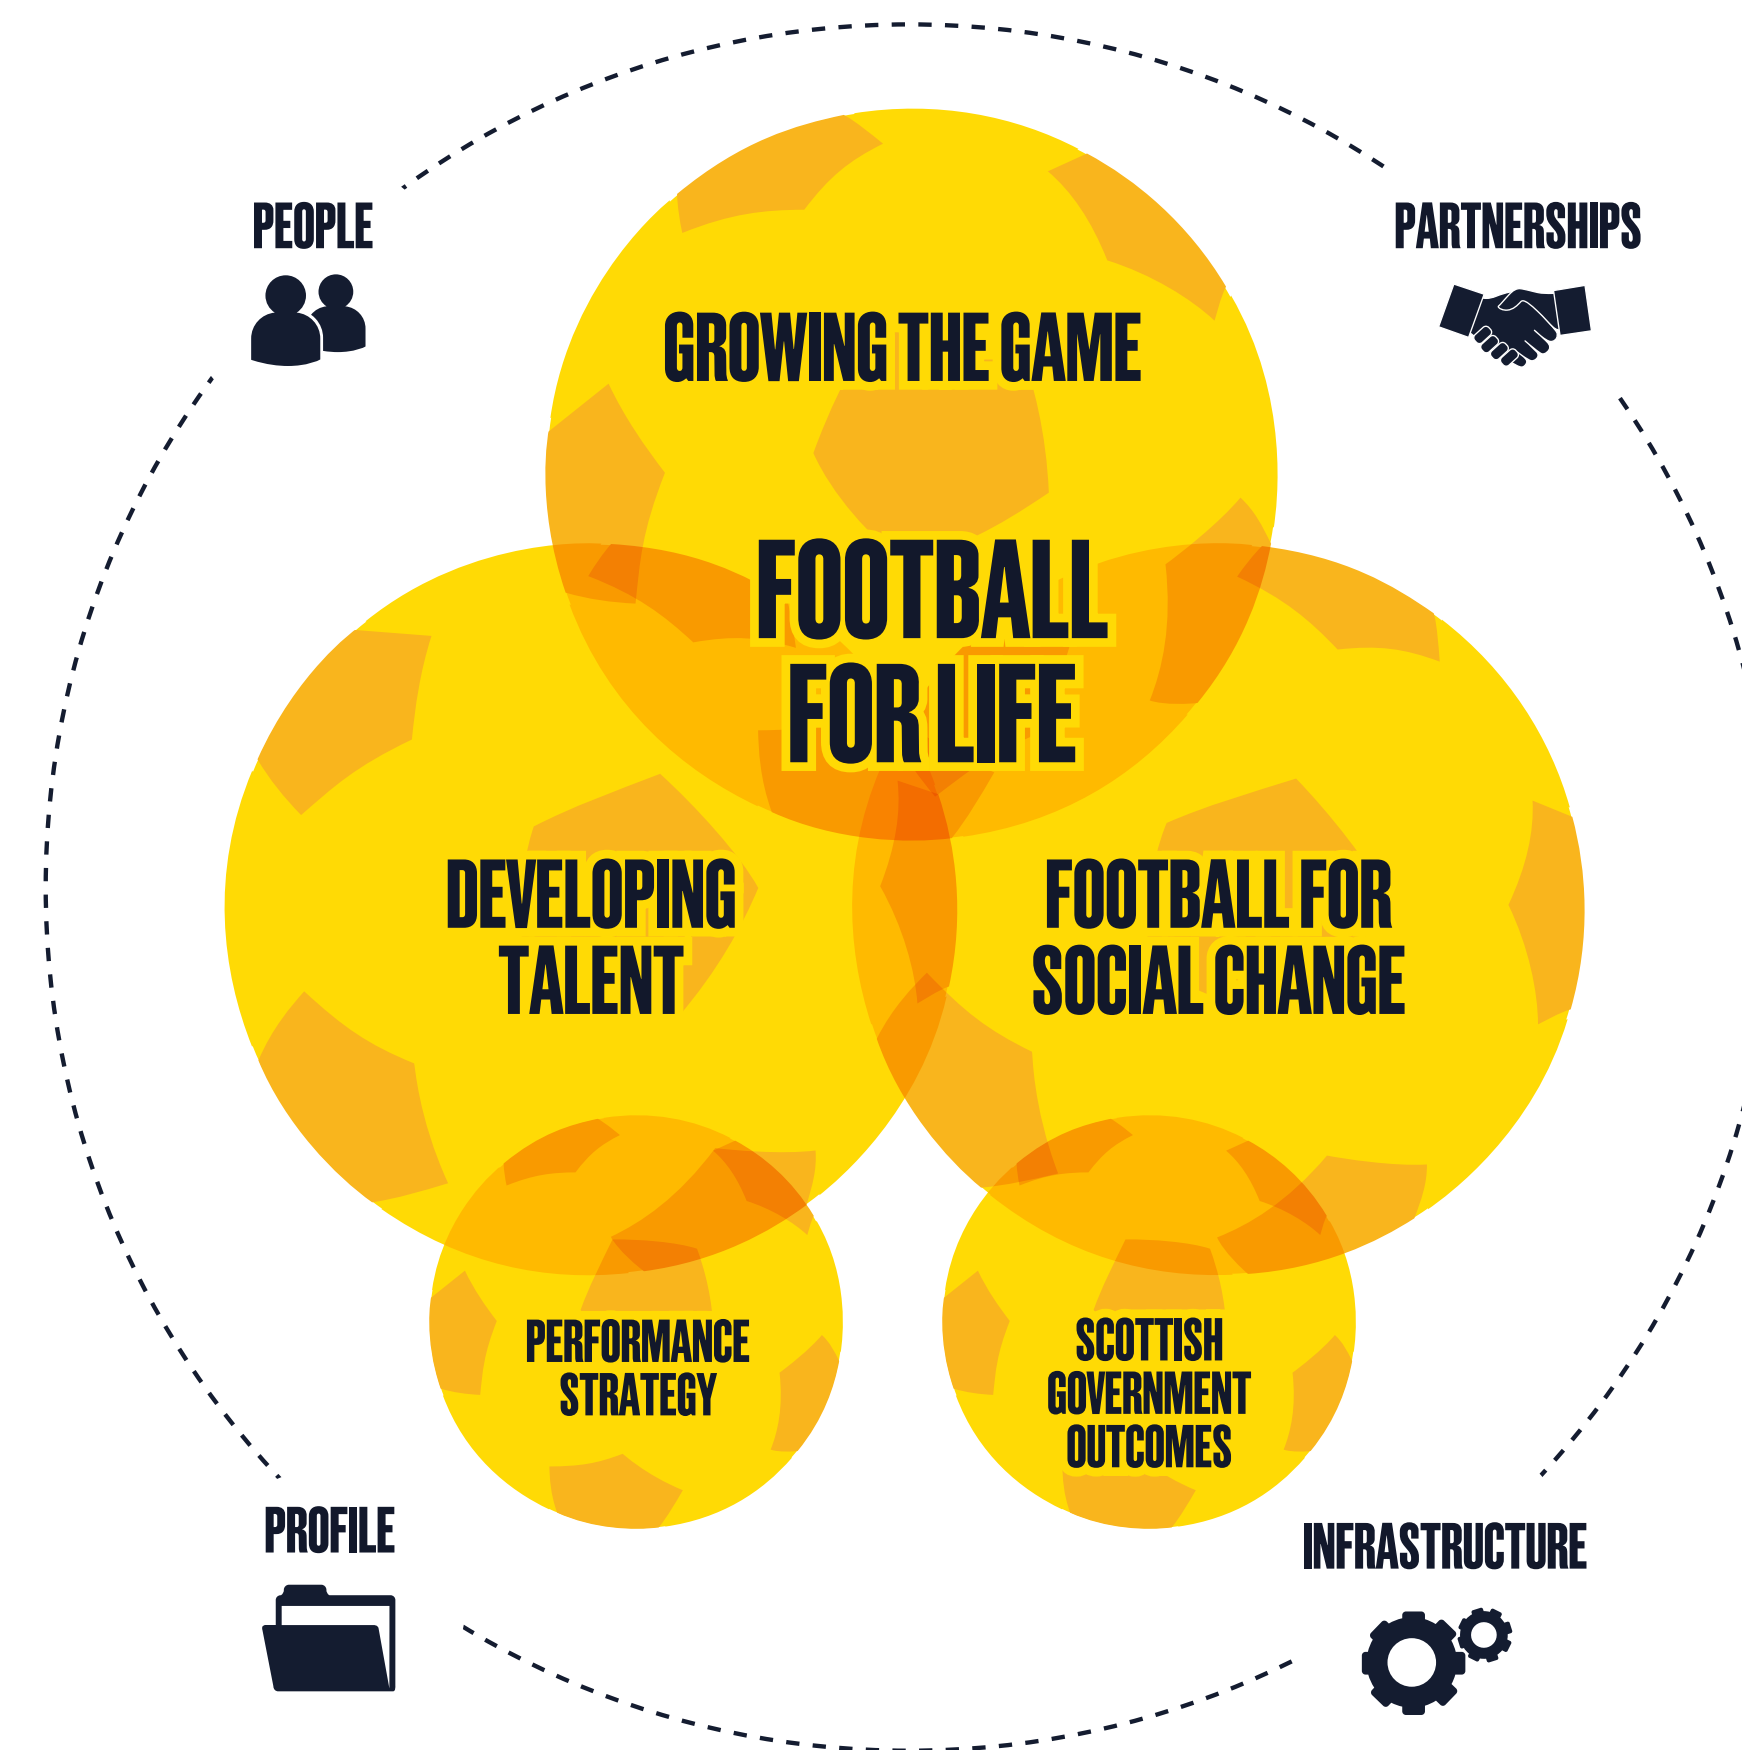 PEOPLE
PARTNERSHIPS
GROWING THE GAME
FOOTBALL
FOR LIFE
DEVELOPING
TALENT
FOOTBALL FOR
SOCIAL CHANGE
PERFORMANCE
STRATEGY
SCOTTISH
GOVERNMENT
OUTCOMES
PROFILE
INFRASTRUCTURE